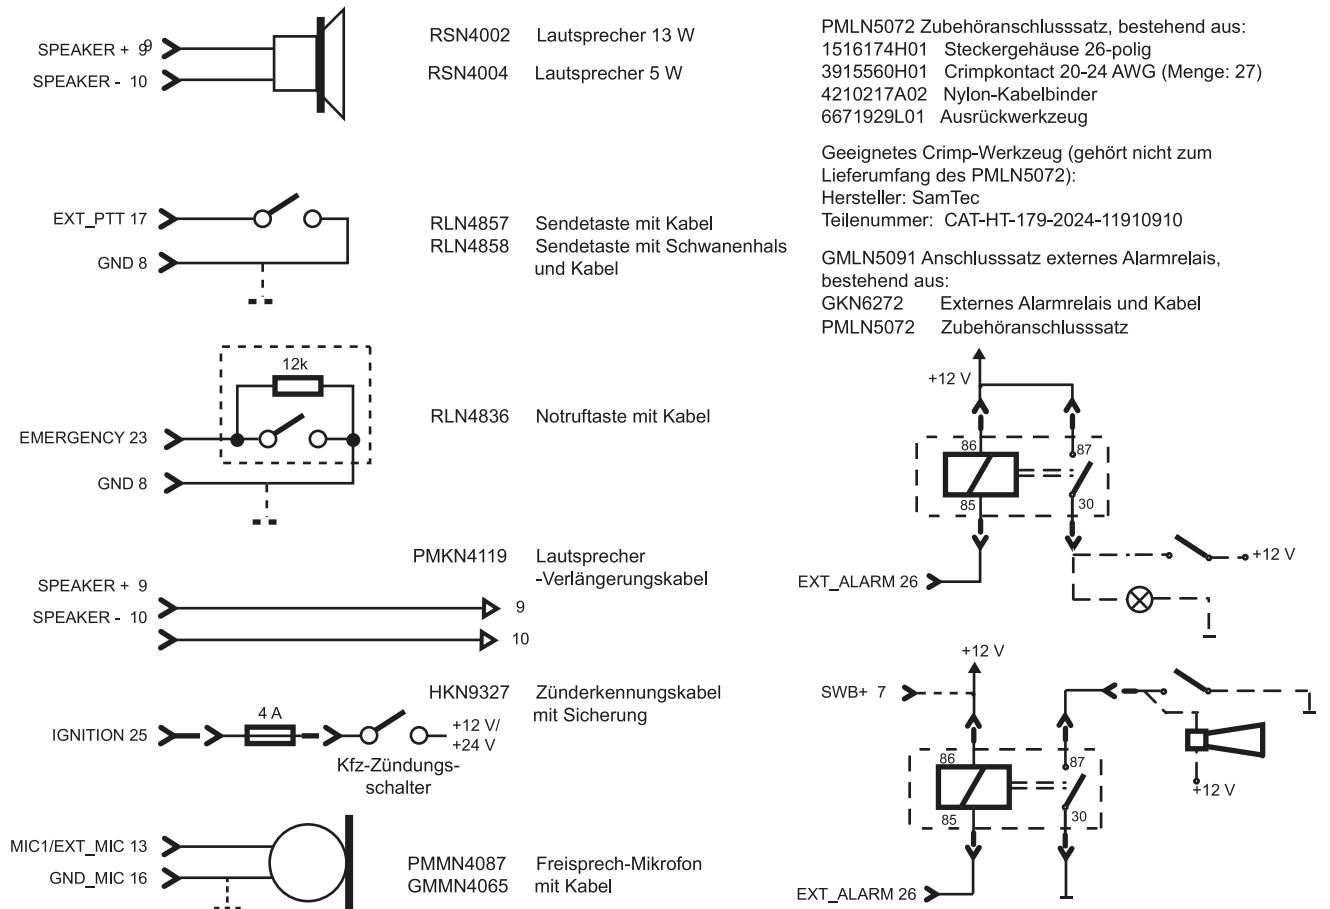 SPEAKER + 9
9
SPEAKER - 10
RSN4002 Lautsprecher 13 W
RSN4004 Lautsprecher 5 W
EXT_PTT 17
GND 8
RLN4857 Sendetaste mit Kabel
RLN4858 Sendetaste mit Schwanenhals
und Kabel
12k
EMERGENCY 23
GND 8
RLN4836 Notruftaste mit Kabel
PMKN4119 Lautsprecher
-Verlängerungskabel
SPEAKER + 9
SPEAKER - 10
9
10
HKN9327 Zünderkennungskabel
mit Sicherung
IGNITION 25
4 A
+12 V/
+24 V
Kfz-Zündungs-
schalter
MIC1/EXT_MIC 13
GND_MIC 16
PMMN4087 Freisprech-Mikrofon
GMMN4065 mit Kabel
PMLN5072 Zubehöranschlusssatz, bestehend aus:
1516174H01 Steckergehäuse 26-polig
3915560H01 Crimpkontact 20-24 AWG (Menge: 27)
4210217A02 Nylon-Kabelbinder
6671929L01 Ausrückwerkzeug
Geeignetes Crimp-Werkzeug (gehört nicht zum
Lieferumfang des PMLN5072):
Hersteller: SamTec
Teilenummer: CAT-HT-179-2024-11910910
GMLN5091 Anschlusssatz externes Alarmrelais,
bestehend aus:
GKN6272 Externes Alarmrelais und Kabel
PMLN5072 Zubehöranschlusssatz
+12 V
86
87
85
30
+12 V
EXT_ALARM 26
+12 V
SWB+ 7
86
87
+12 V
85
30
EXT_ALARM 26